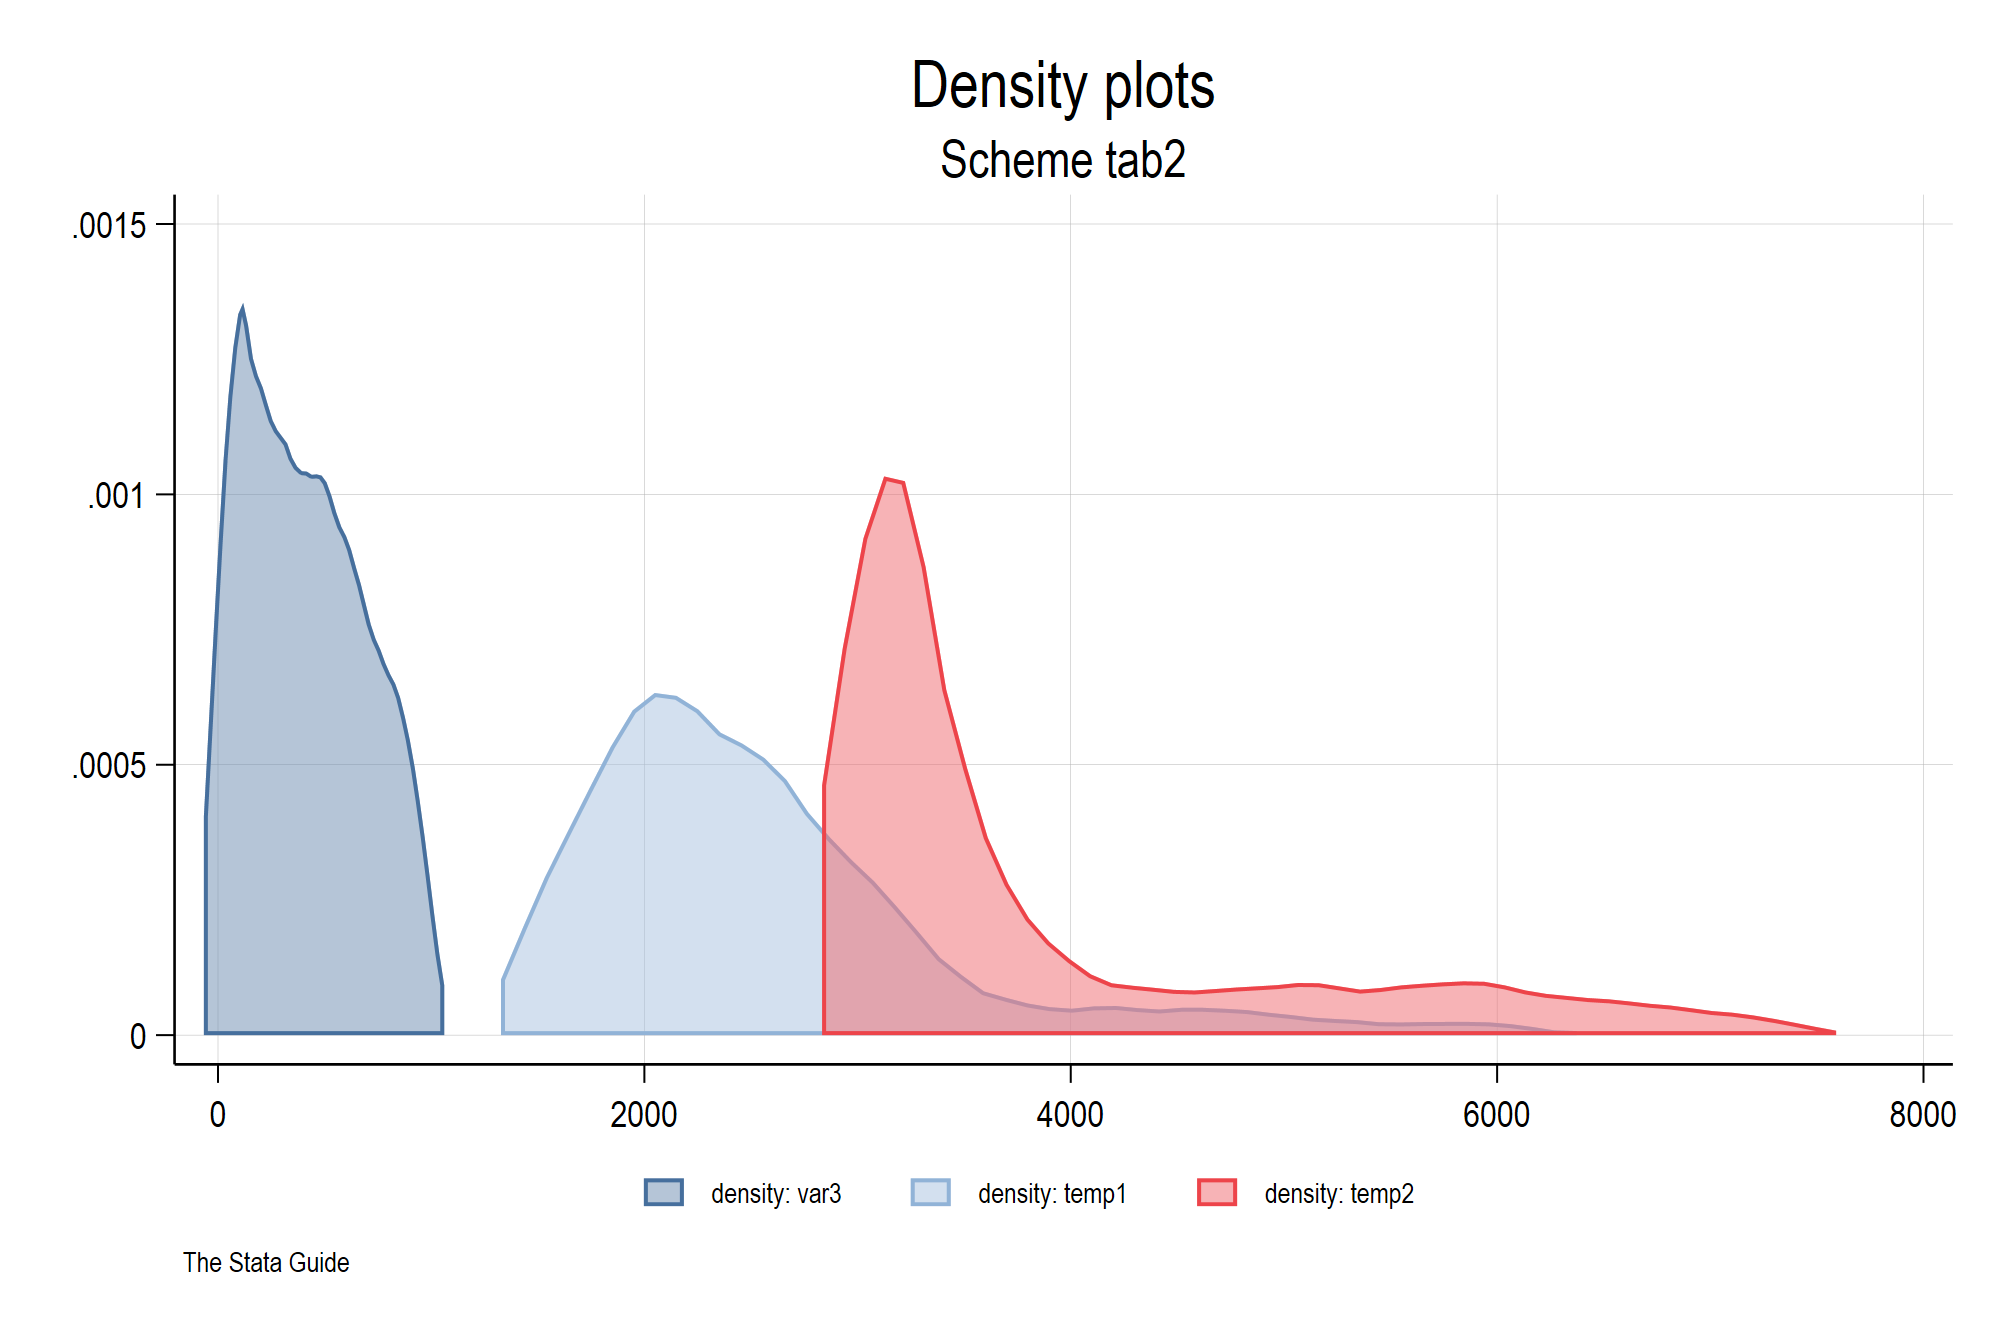 Density plots
Scheme tab2
.0015
.001
.0005
0
0 2000 4000 6000 8000
density: var3 density: temp1 density: temp2
The Stata Guide